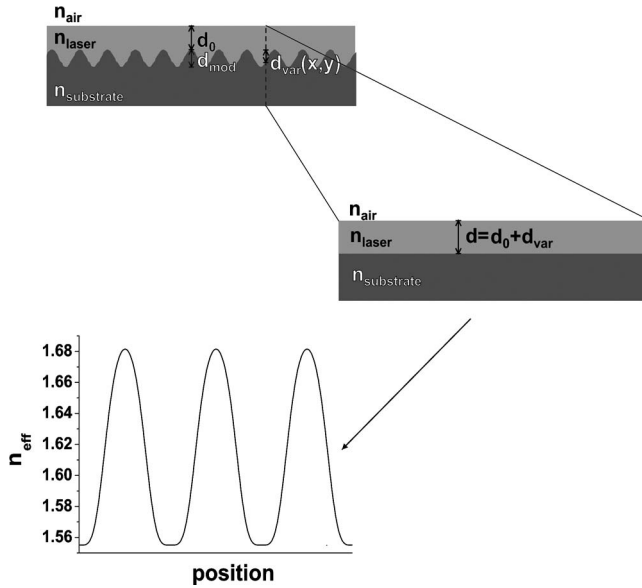 n_air
n_laser
d_0
d_mod
d_var(x,y)
n_substrate
n_air
n_laser
d=d_0+d_var
n_substrate
1.68
1.66
1.64
1.62
1.60
1.58
1.56
n_eff
position